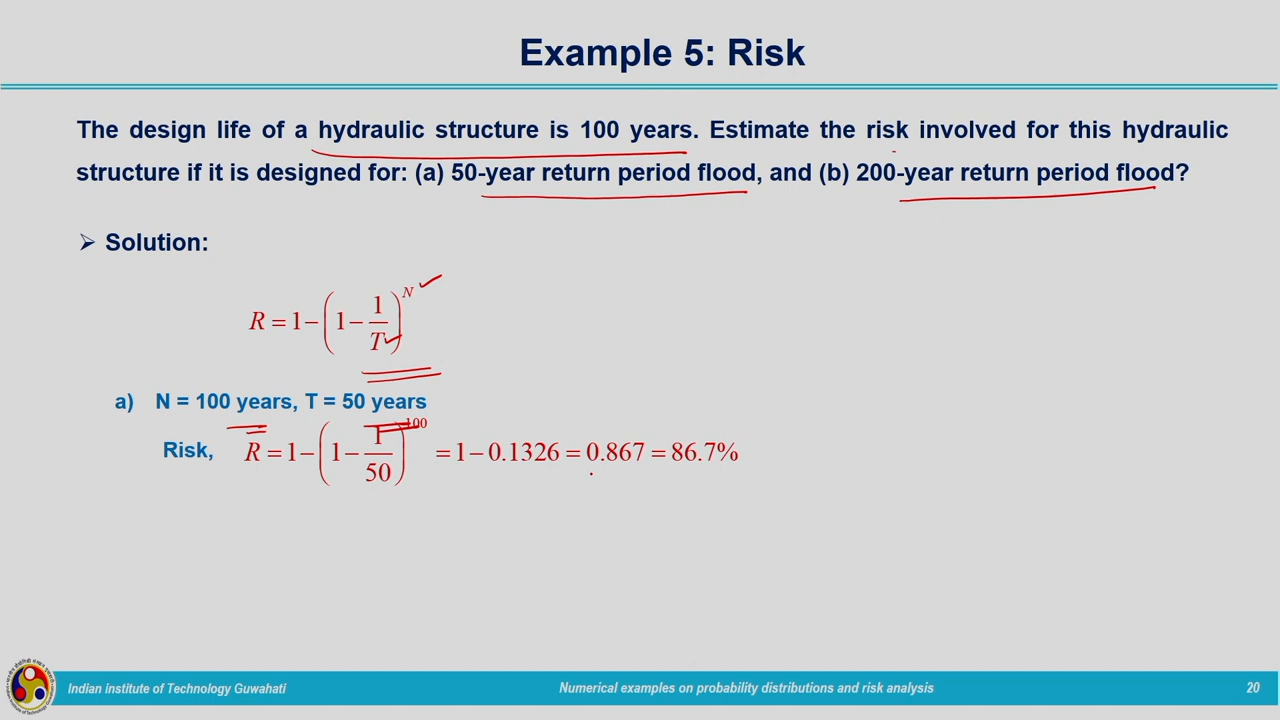 Example 5: Risk
The design life of a hydraulic structure is 100 years. Estimate the risk involved for this hydraulic
structure if it is designed for: (a) 50-year return period flood, and (b) 200-year return period flood?
➢ Solution:
R = 1 − (1 − 1/T)^N
a) N = 100 years, T = 50 years
Risk, R = 1 − (1 − 1/50)^100 = 1 − 0.1326 = 0.867 = 86.7%
Indian institute of Technology Guwahati
Numerical examples on probability distributions and risk analysis
20